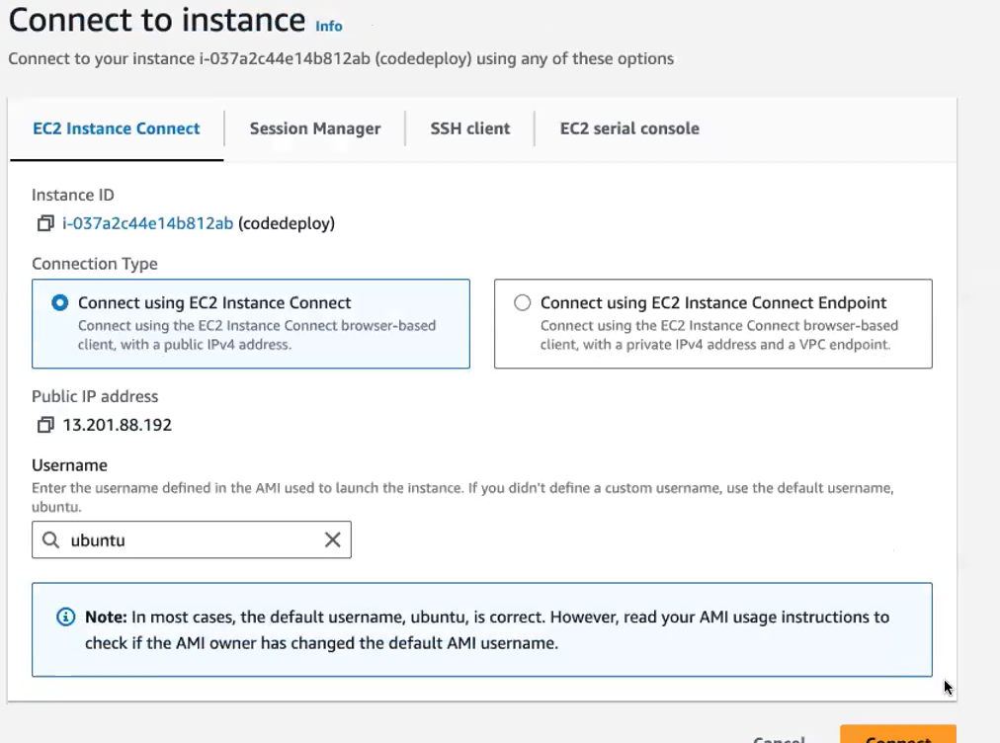 Connect to instance Info
Connect to your instance i-037a2c44e14b812ab (codedeploy) using any of these options
EC2 Instance Connect
Session Manager
SSH client
EC2 serial console
Instance ID
i-037a2c44e14b812ab (codedeploy)
Connection Type
Connect using EC2 Instance Connect
Connect using the EC2 Instance Connect browser-based
client, with a public IPv4 address.
Connect using EC2 Instance Connect Endpoint
Connect using the EC2 Instance Connect browser-based
client, with a private IPv4 address and a VPC endpoint.
Public IP address
13.201.88.192
Username
Enter the username defined in the AMI used to launch the instance. If you didn't define a custom username, use the default username,
ubuntu.
ubuntu
Note: In most cases, the default username, ubuntu, is correct. However, read your AMI usage instructions to
check if the AMI owner has changed the default AMI username.
Cancel
Connect